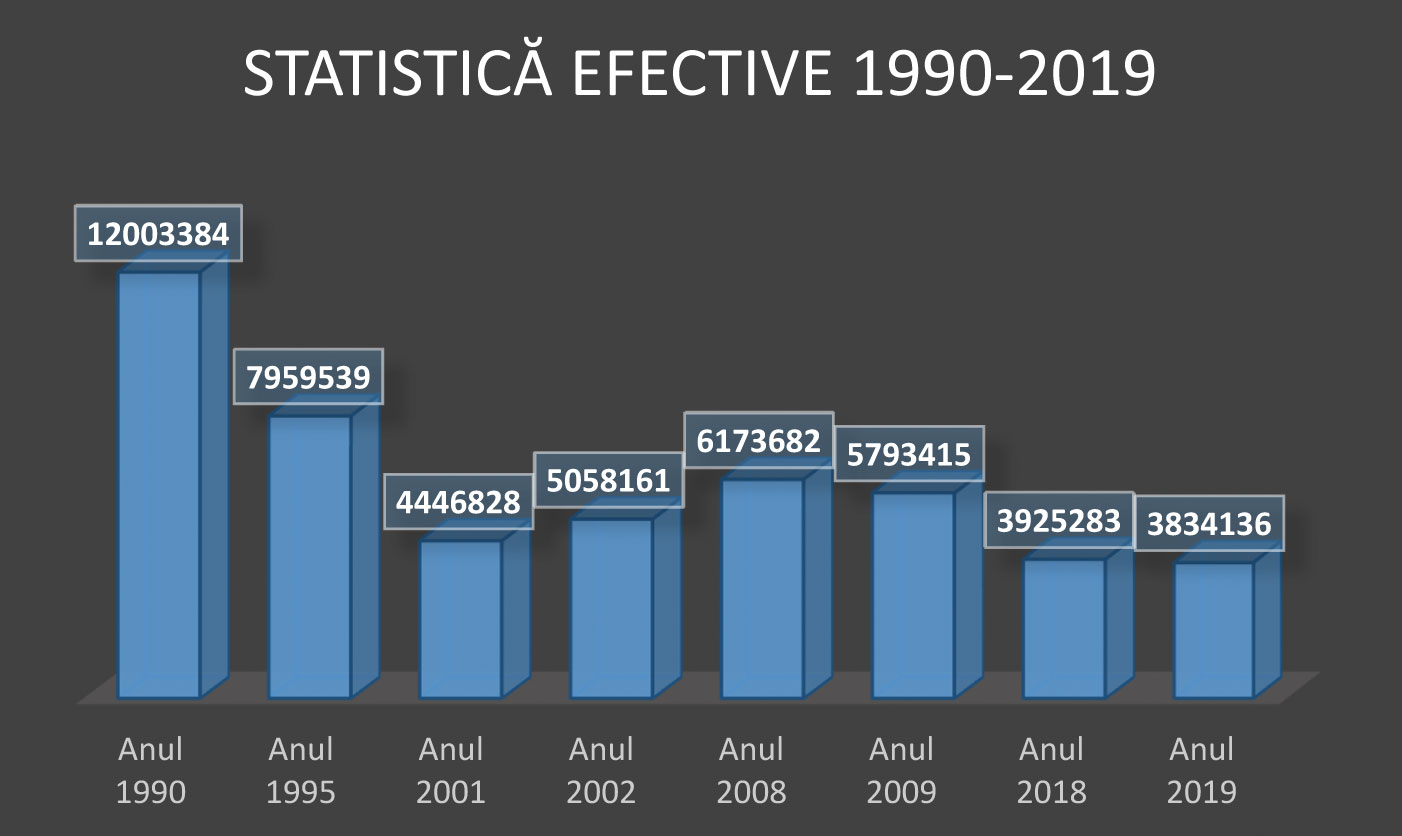 STATISTICĂ EFECTIVE 1990-2019
12003384
7959539
4446828
5058161
6173682
5793415
3925283
3834136
Anul
1990
Anul
1995
Anul
2001
Anul
2002
Anul
2008
Anul
2009
Anul
2018
Anul
2019